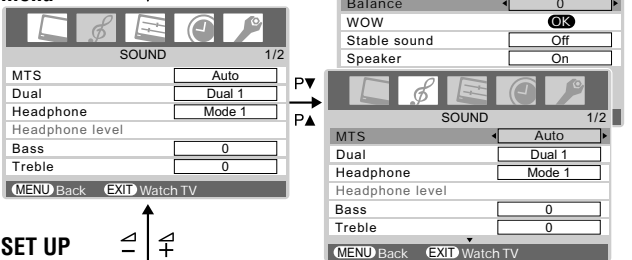 menu
SOUND 1/2
MTS Auto
Dual Dual 1
Headphone Mode 1
Headphone level
Bass 0
Treble 0
MENU Back EXIT Watch TV
SET UP
P▼
P▲
Balance 0
WOW OK
Stable sound Off
Speaker On
SOUND 1/2
MTS Auto
Dual Dual 1
Headphone Mode 1
Headphone level
Bass 0
Treble 0
MENU Back EXIT Watch TV